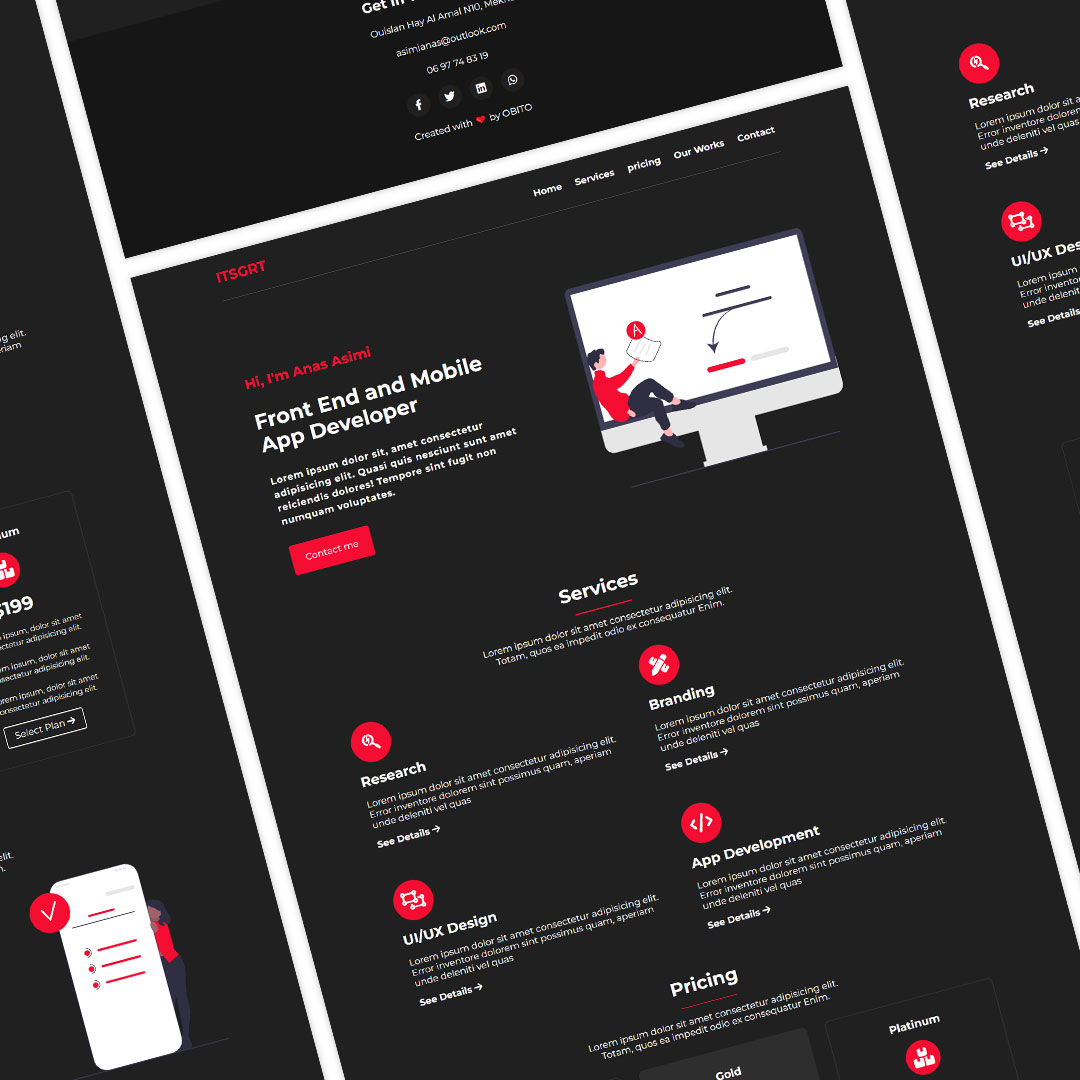 Get in
Ouislan Hay Al Amal N10,
asimianas@outlook.com
06 97 74 83 19
Created with ❤ by OBITO
Home Services pricing Our Works Contact
ITSGRT
Hi, I'm Anas Asimi
Front End and Mobile
App Developer
Lorem ipsum dolor sit, amet consectetur
adipisicing elit. Quasi quis nesciunt sunt amet
reiciendis dolores! Tempore sint fugit non
numquam voluptates.
Contact me
A
Services
Lorem ipsum dolor sit amet consectetur adipisicing elit.
Totam, quos ea impedit odio ex consequatur Enim.
Research
Lorem ipsum dolor sit amet consectetur adipisicing elit.
Error inventore dolorem sint possimus quam, aperiam
unde deleniti vel quas
See Details →
Branding
Lorem ipsum dolor sit amet consectetur adipisicing elit.
Error inventore dolorem sint possimus quam, aperiam
unde deleniti vel quas
See Details →
UI/UX Design
Lorem ipsum dolor sit amet consectetur adipisicing elit.
Error inventore dolorem sint possimus quam, aperiam
unde deleniti vel quas
See Details →
App Development
Lorem ipsum dolor sit amet consectetur adipisicing elit.
Error inventore dolorem sint possimus quam, aperiam
unde deleniti vel quas
See Details →
Pricing
Lorem ipsum dolor sit amet consectetur adipisicing elit.
Totam, quos ea impedit odio ex consequatur Enim.
Gold
Platinum
elit.
$199
ipsum, dolor sit amet
adipisicing elit.
ipsum, dolor sit amet
adipisicing elit.
Lorem ipsum, dolor sit amet
consectetur adipisicing elit.
Select Plan →
Research
Lorem ipsum dolor sit amet
Error inventore dolorem sint
unde deleniti vel quas
See Details →
UI/UX
Lorem ipsum
Error inventore
unde deleniti
See Details